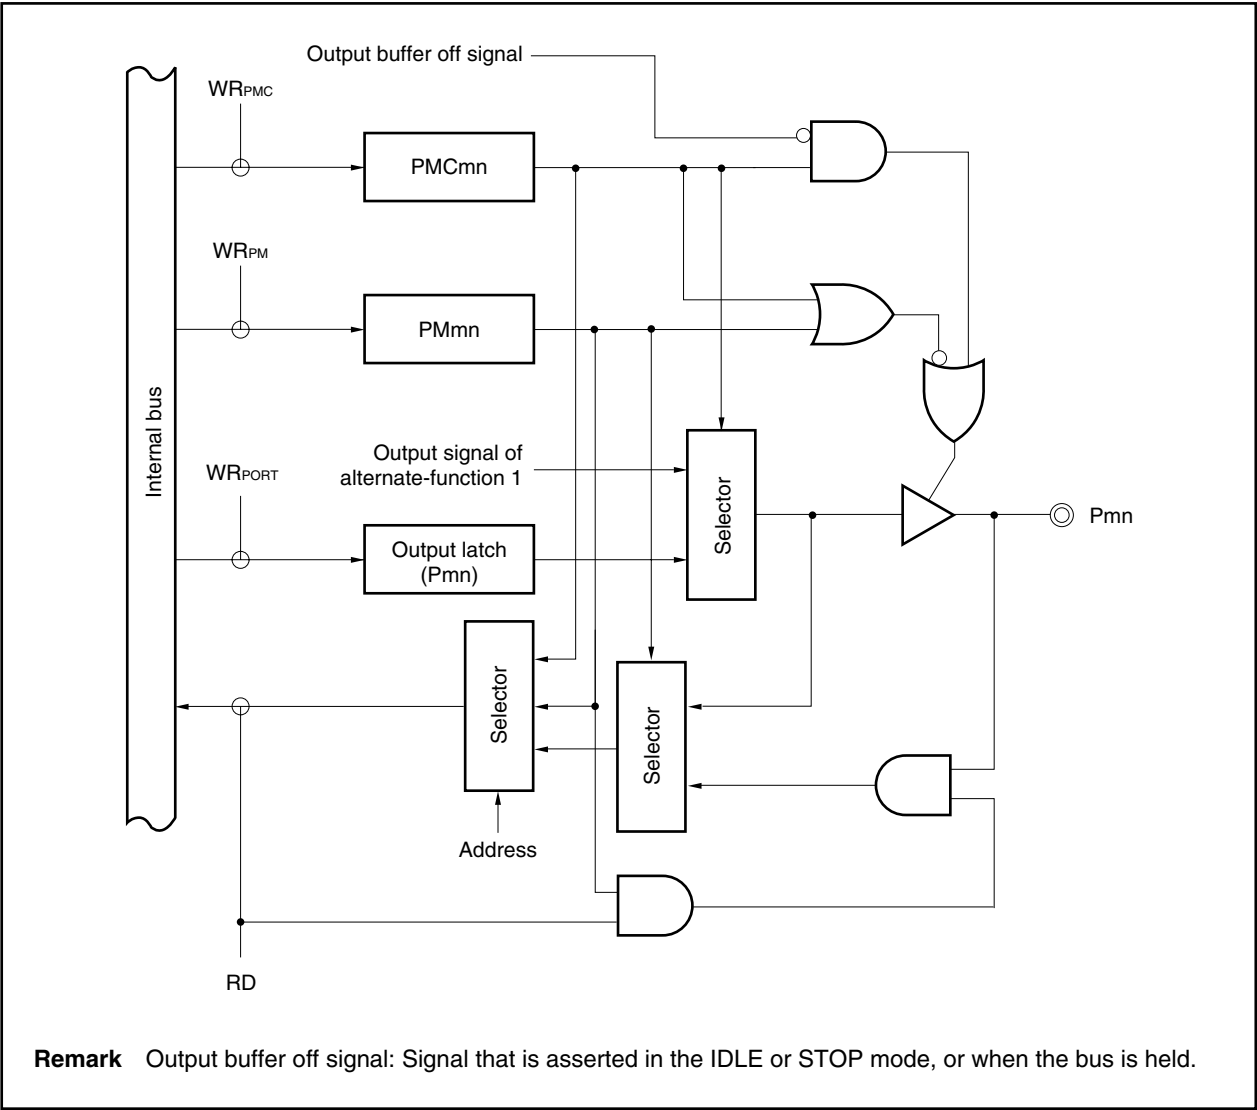 Output buffer off signal
WRPMC
PMCmn
WRPM
PMmn
Internal bus
Output signal of
alternate-function 1
WRPORT
Output latch
(Pmn)
Selector
Pmn
Selector
Selector
Address
RD
Remark Output buffer off signal: Signal that is asserted in the IDLE or STOP mode, or when the bus is held.